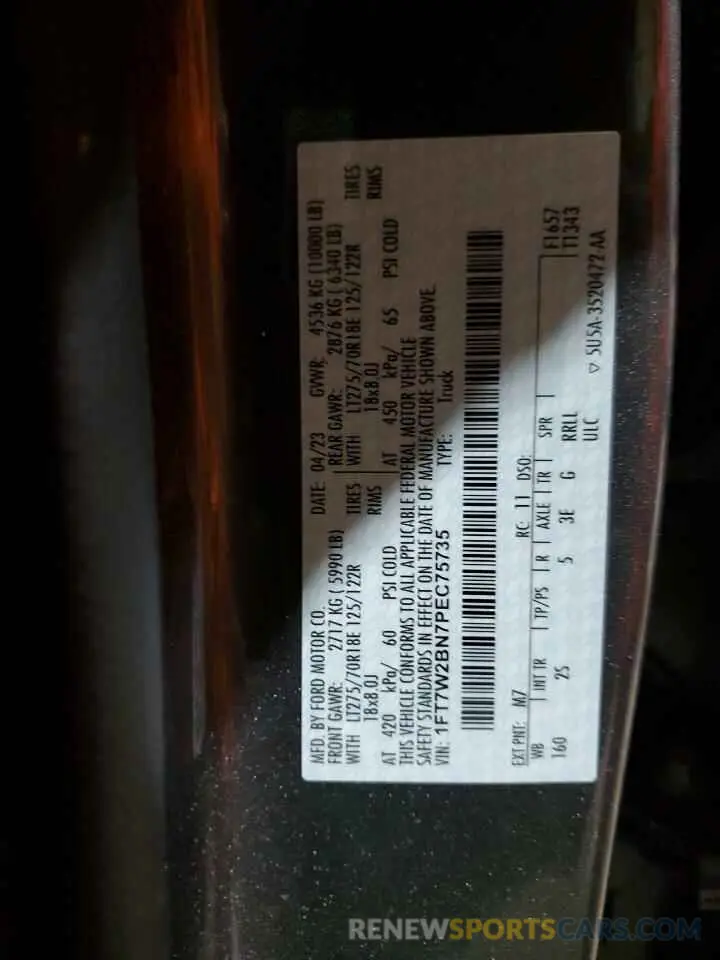 MFD. BY FORD MOTOR CO.
DATE: 04/23 GVWR: 4536 KG (10000 LB)
FRONT GAWR: 2717 KG ( 5990 LB) REAR GAWR: 2876 KG ( 6340 LB)
WITH LT275/70R18E 125/122R TIRES WITH LT275/70R18E 125/122R TIRES
18x8.0J RIMS 18x8.0J RIMS
AT 420 kPa/ 60 PSI COLD AT 450 kPa/ 65 PSI COLD
THIS VEHICLE CONFORMS TO ALL APPLICABLE FEDERAL MOTOR VEHICLE
SAFETY STANDARDS IN EFFECT ON THE DATE OF MANUFACTURE SHOWN ABOVE.
VIN: 1FT7W2BN7PEC75735 TYPE: Truck
EXT PNT: M7 RC: 11 DSO: F1657
WB INT TR TP/PS R AXLE TR SPR T1343
160 2S 5 3E G RRLL
ULC ▽ 5U5A-3520472-AA
RENEWSPORTSCARS.COM